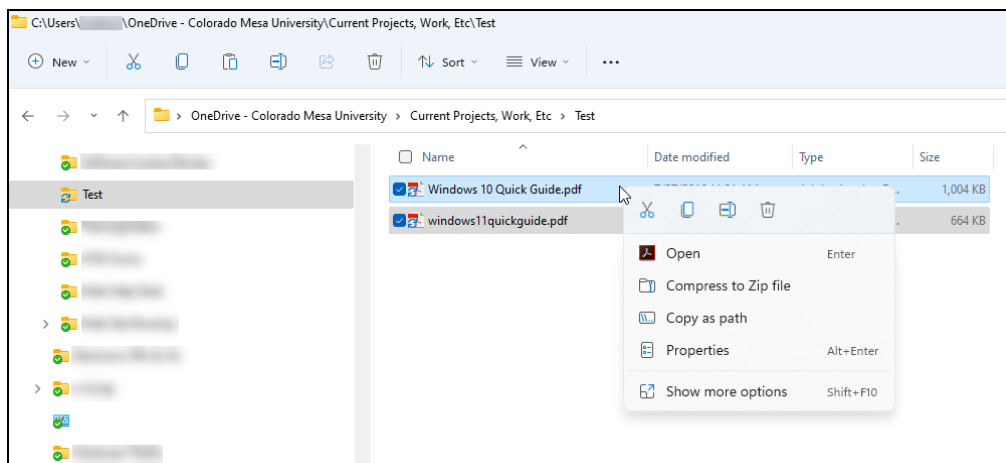 C:\Users\ \OneDrive - Colorado Mesa University\Current Projects, Work, Etc\Test
New Sort View ...
OneDrive - Colorado Mesa University > Current Projects, Work, Etc > Test
Name Date modified Type Size
Test
Windows 10 Quick Guide.pdf 1,004 KB
windows11quickguide.pdf 664 KB
Open Enter
Compress to Zip file
Copy as path
Properties Alt+Enter
Show more options Shift+F10